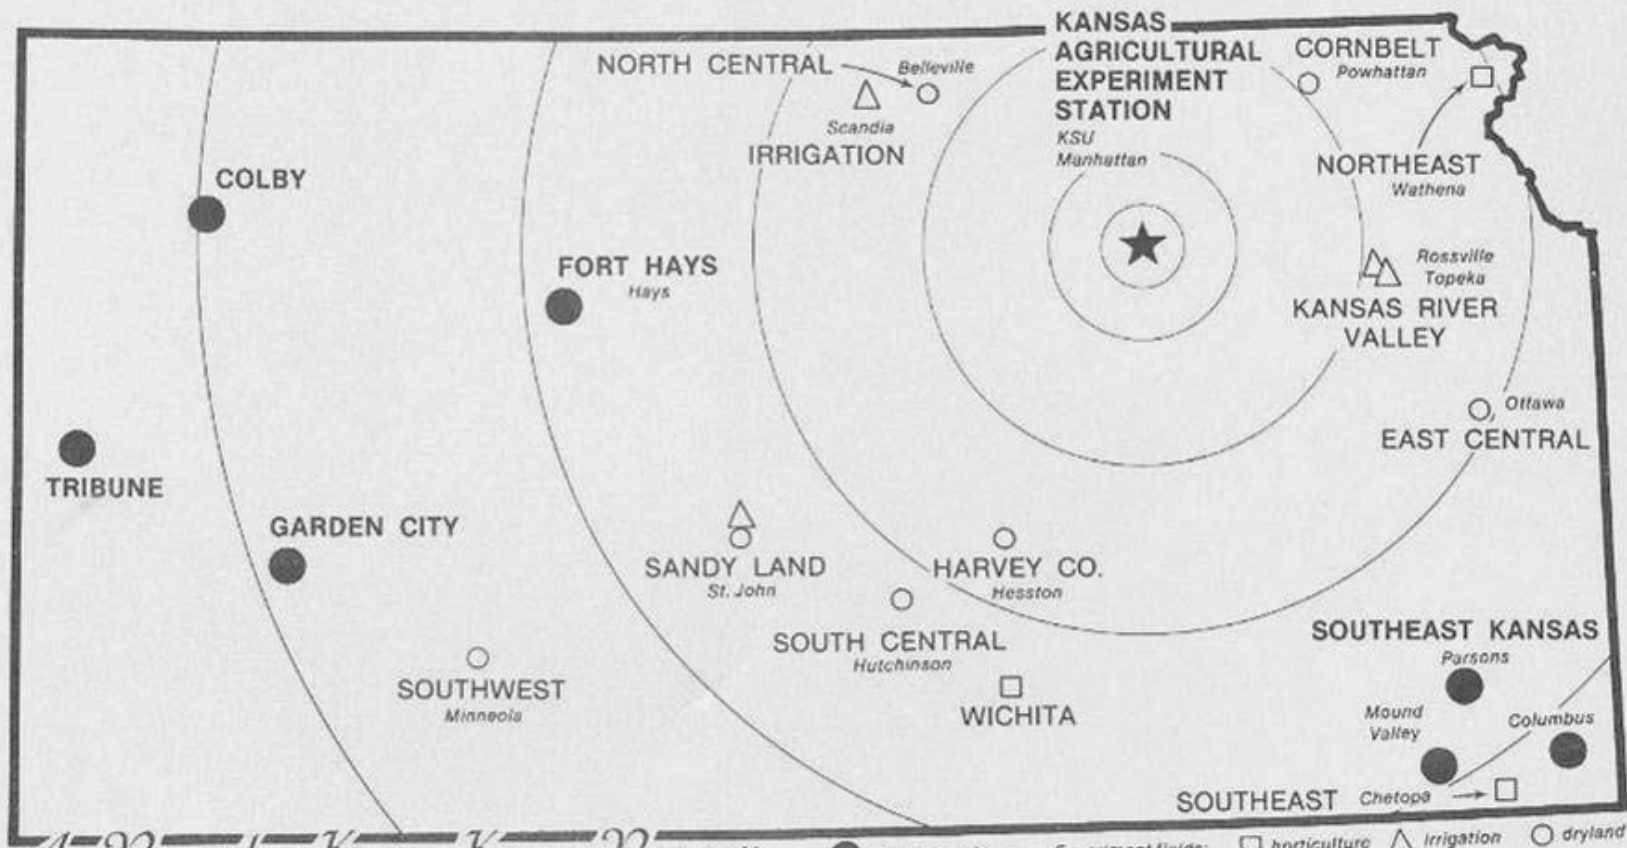 KANSAS
AGRICULTURAL
EXPERIMENT
STATION
KSU
Manhattan
CORNBELT
Powhattan
NORTH CENTRAL
Belleville
Scandia
IRRIGATION
NORTHEAST
Wathena
COLBY
FORT HAYS
Hays
Rossville
Topeka
KANSAS RIVER
VALLEY
Ottawa
EAST CENTRAL
TRIBUNE
GARDEN CITY
SANDY LAND
St. John
HARVEY CO.
Hesston
SOUTH CENTRAL
Hutchinson
SOUTHWEST
Minneola
WICHITA
SOUTHEAST KANSAS
Parsons
Mound
Valley
Columbus
SOUTHEAST
Chetopa
Experiment fields: horticulture irrigation dryland